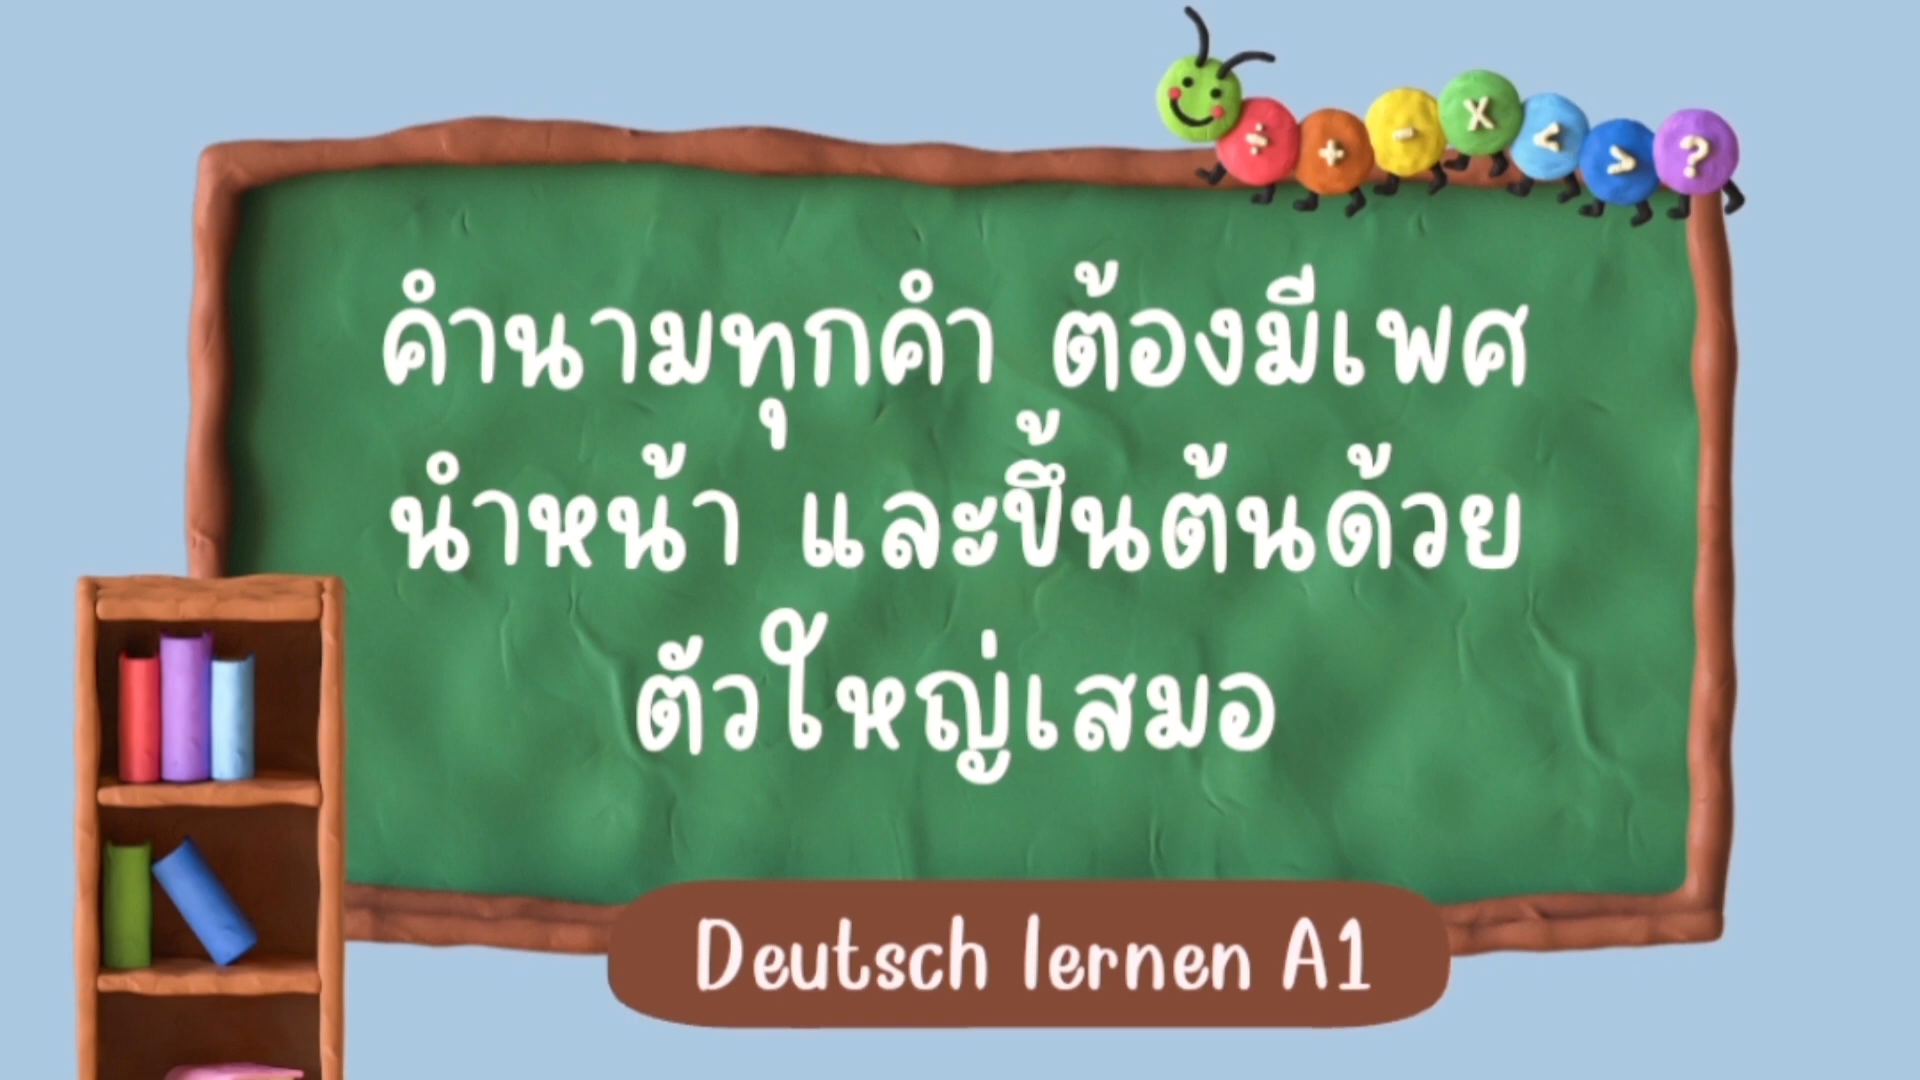 คำนามทุกคำ ต้องมีเพศ
นำหน้า และขึ้นต้นด้วย
ตัวใหญ่เสมอ
Deutsch lernen A1
÷ + - x < > ?